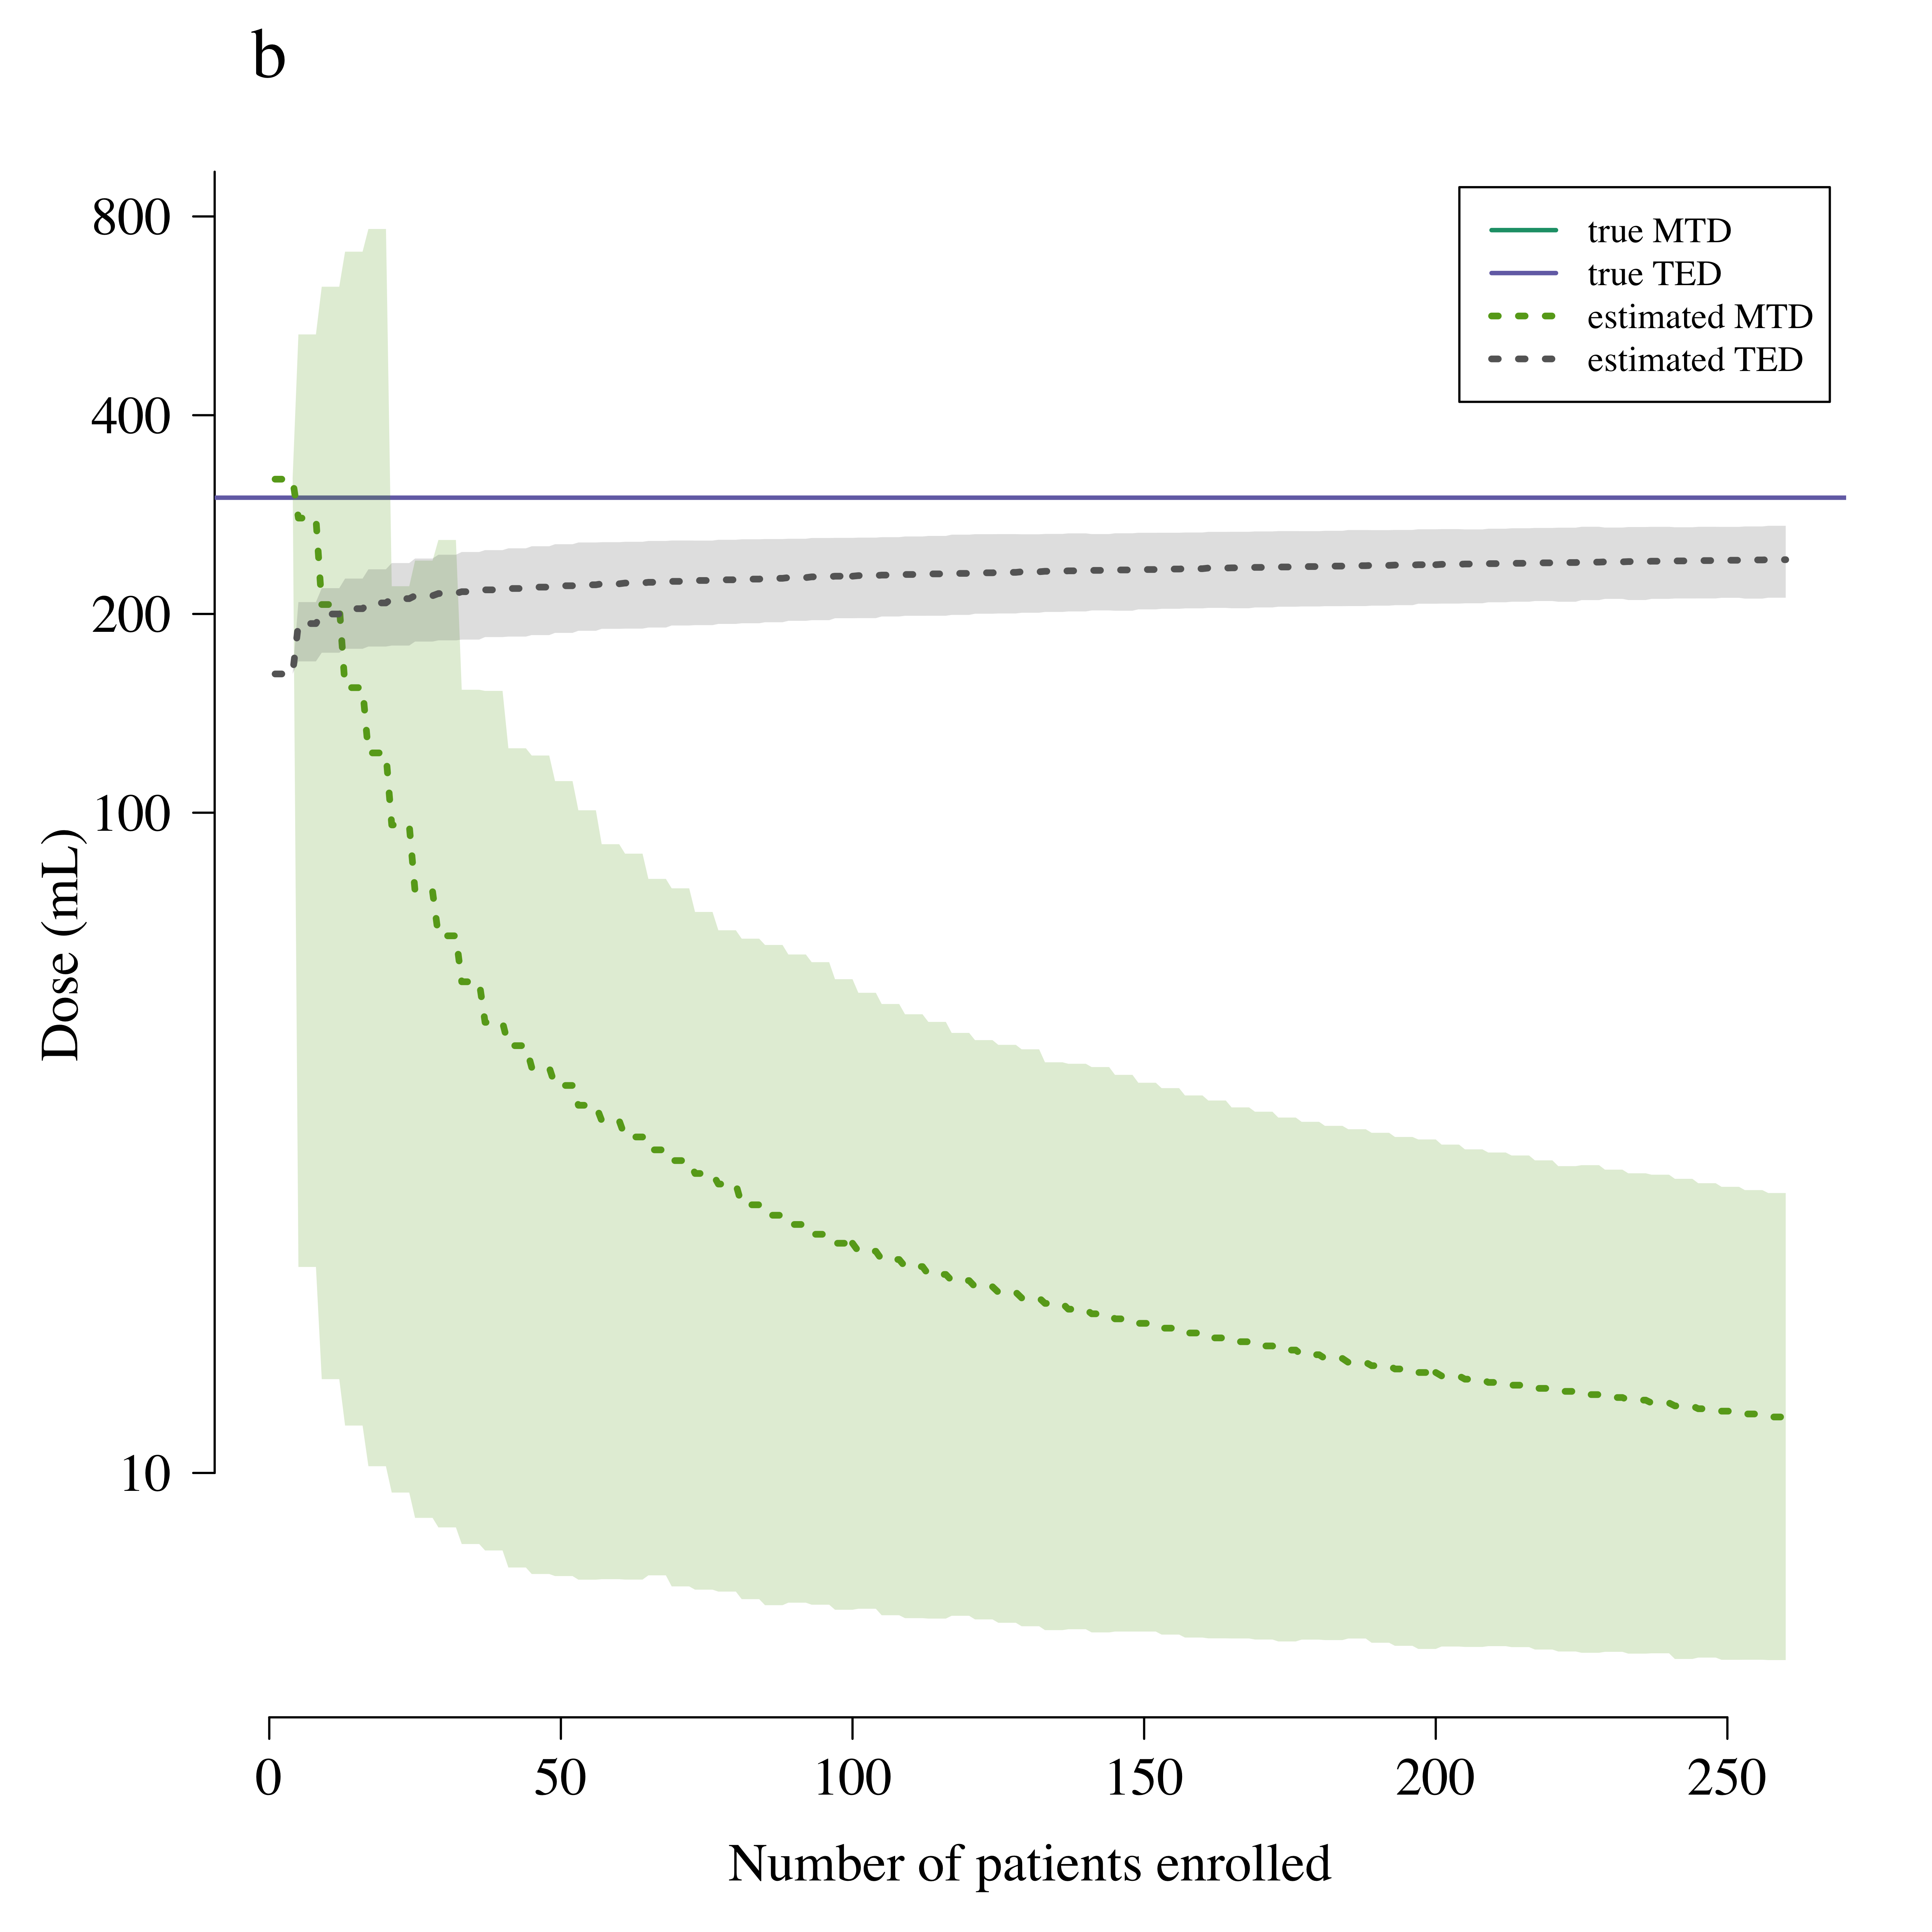 b
800
400
200
100
10
Dose (mL)
true MTD
true TED
estimated MTD
estimated TED
0 50 100 150 200 250
Number of patients enrolled